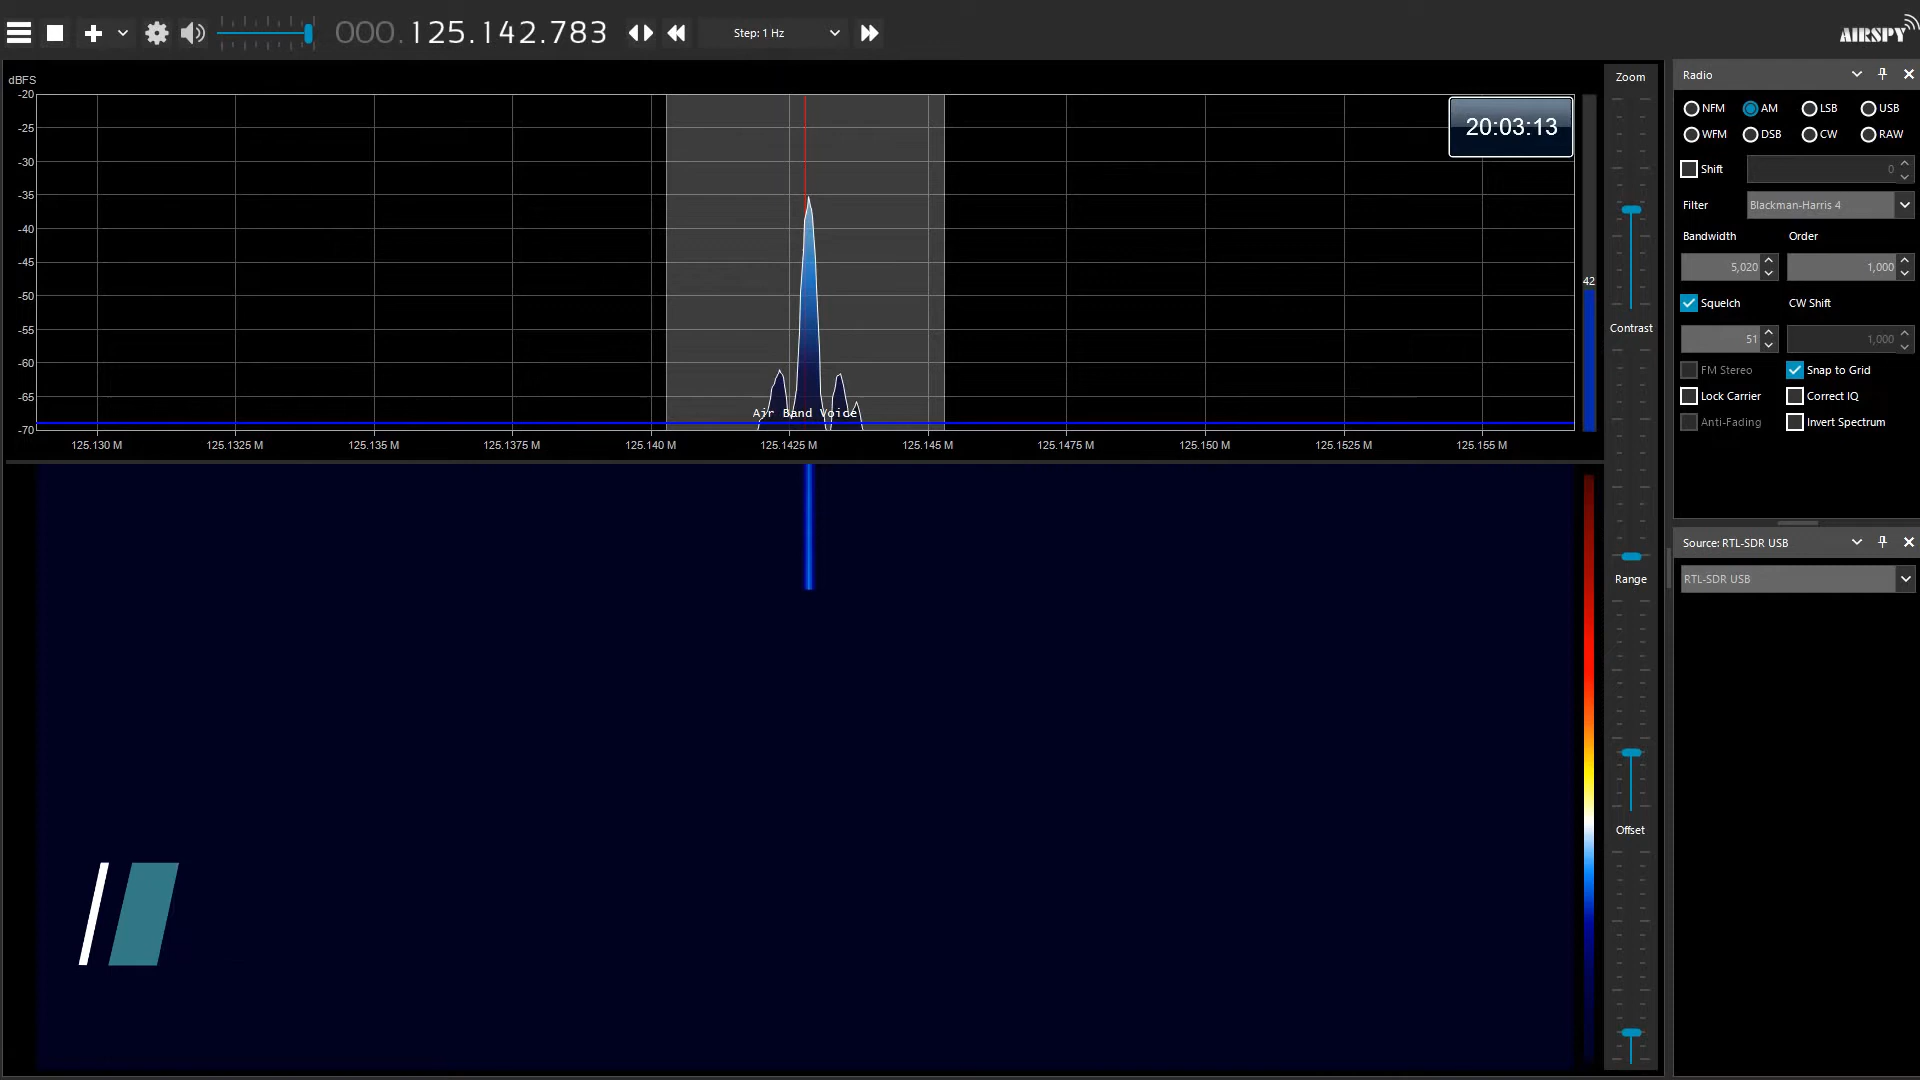 000.125.142.783
Step: 1 Hz
AIRSPY
dBFS
-20
-25
-30
-35
-40
-45
-50
-55
-60
-65
-70
20:03:13
42
Air Band Voice
125.130 M 125.1325 M 125.135 M 125.1375 M 125.140 M 125.1425 M 125.145 M 125.1475 M 125.150 M 125.1525 M 125.155 M
Zoom
Contrast
Range
Offset
Radio
NFM AM LSB USB
WFM DSB CW RAW
Shift 0
Filter Blackman-Harris 4
Bandwidth Order
5,020 1,000
Squelch CW Shift
51 1,000
FM Stereo Snap to Grid
Lock Carrier Correct IQ
Anti-Fading Invert Spectrum
Source: RTL-SDR USB
RTL-SDR USB